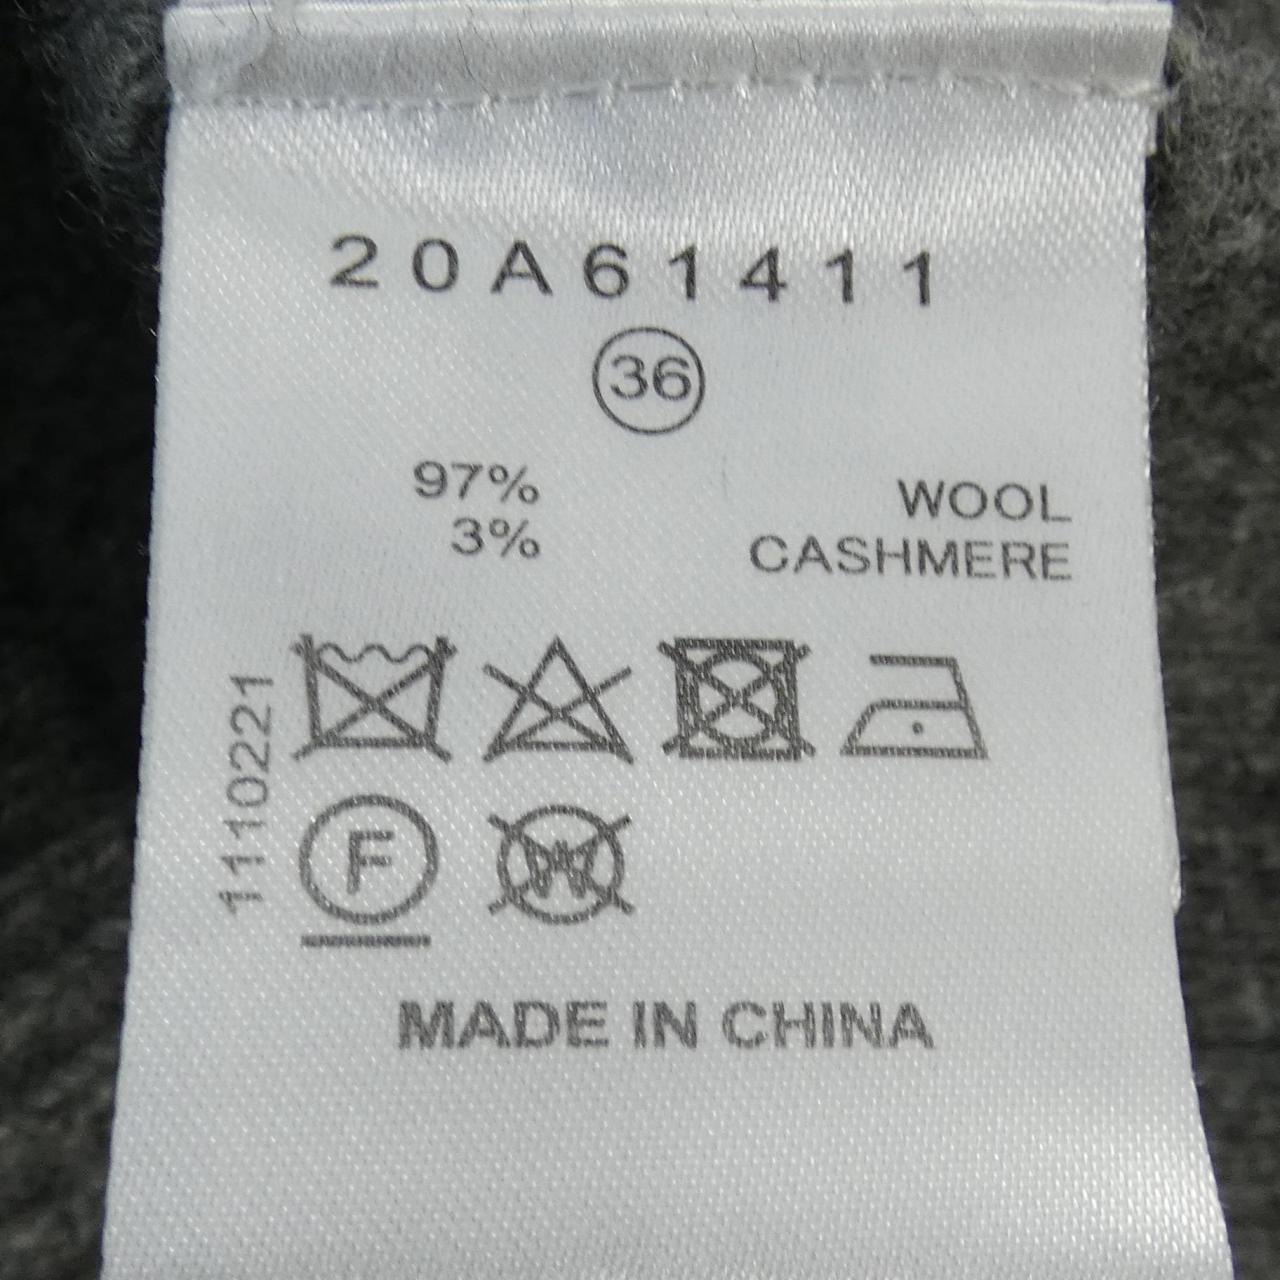 20A61411
36
97% WOOL
3% CASHMERE
1110221
F
W
MADE IN CHINA